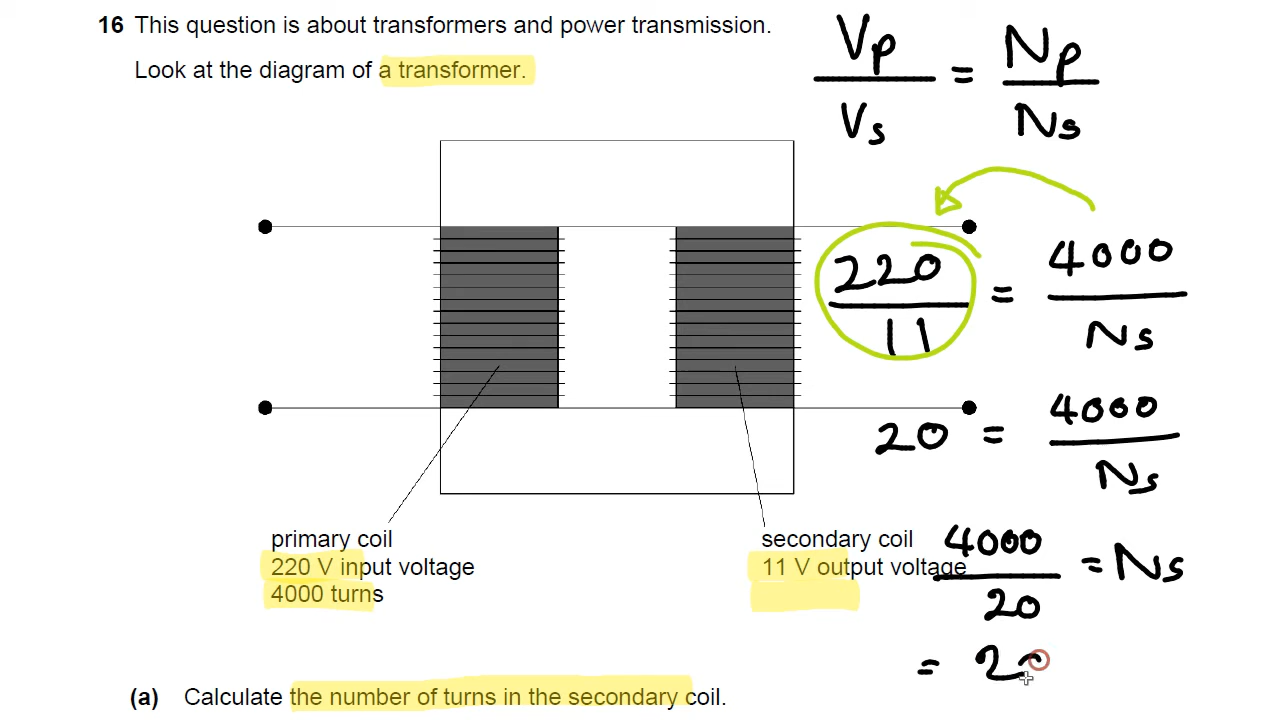 16 This question is about transformers and power transmission.
Look at the diagram of a transformer.
Vp / Vs = Np / Ns
220 / 11 = 4000 / Ns
20 = 4000 / Ns
primary coil
220 V input voltage
4000 turns
secondary coil
11 V output voltage
4000 / 20 = Ns
= 2
(a) Calculate the number of turns in the secondary coil.